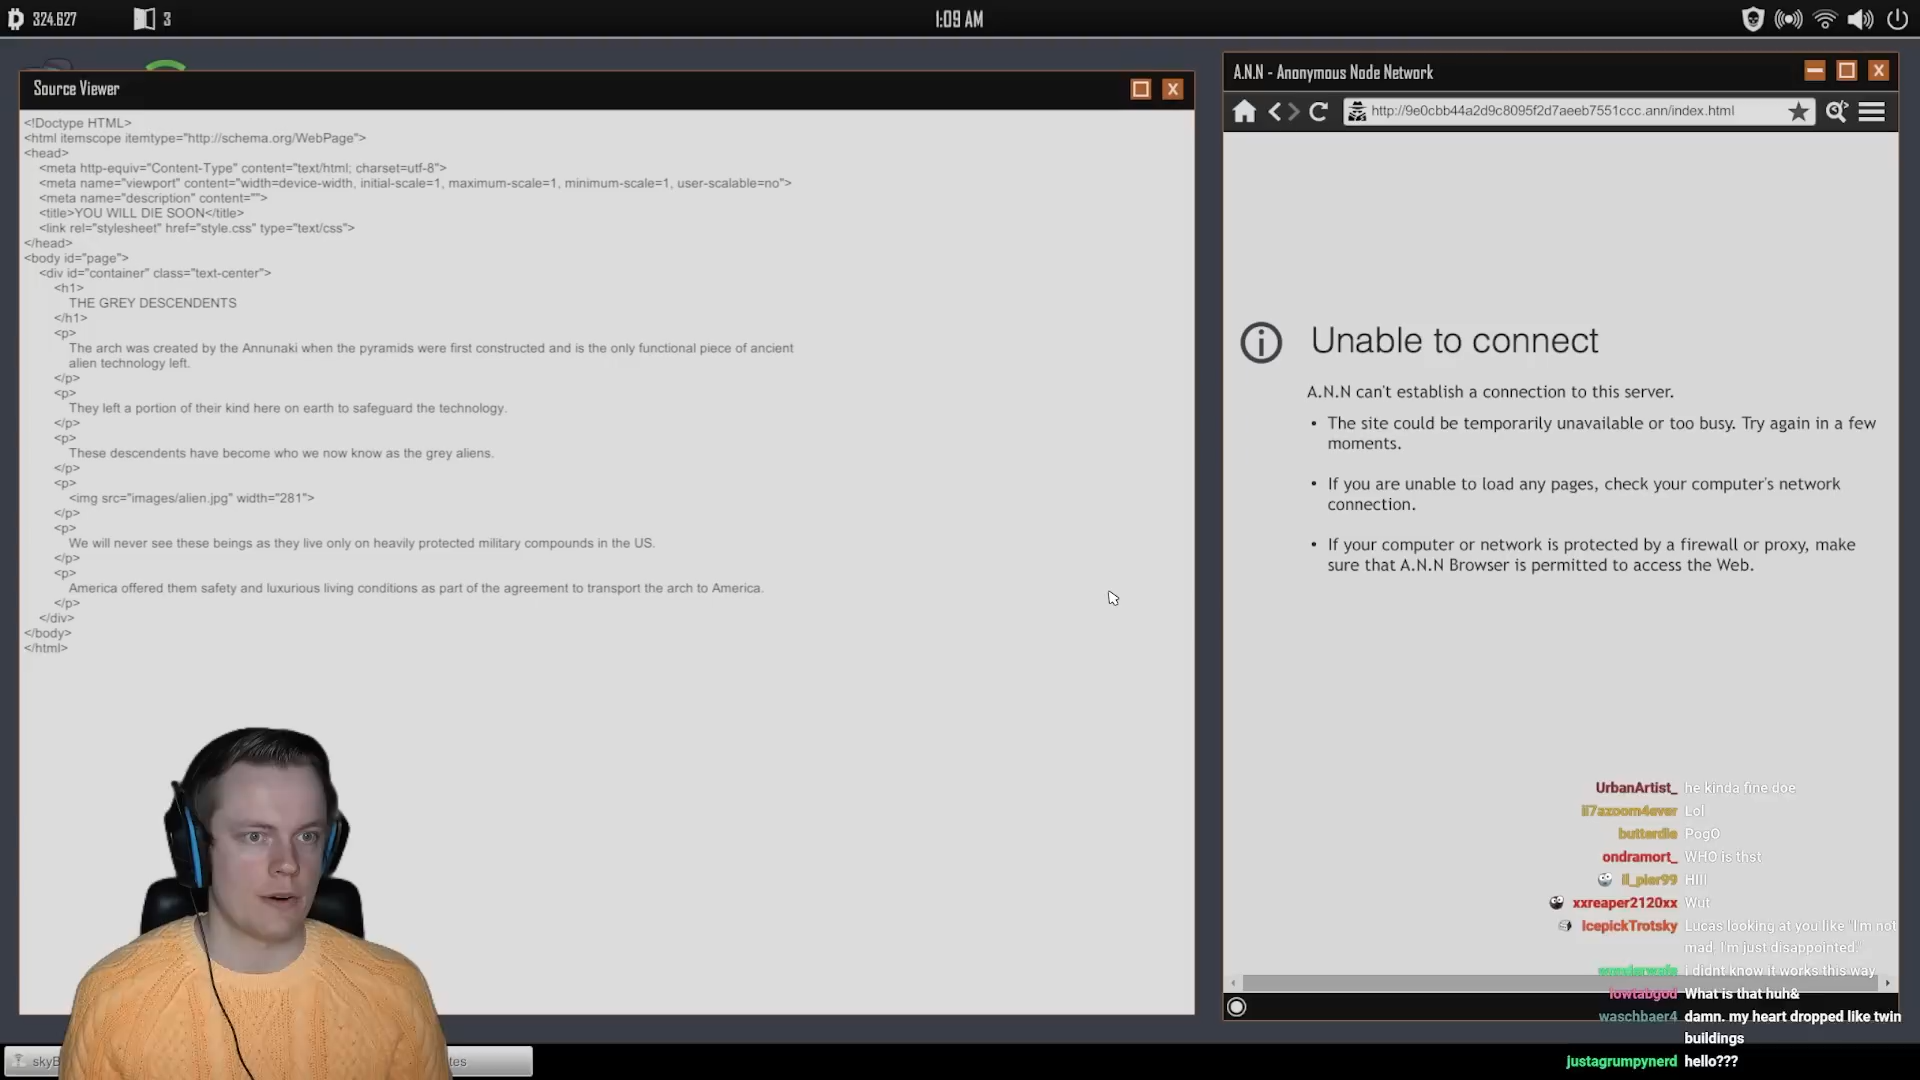 324.627
3
1:09 AM
Source Viewer
<!Doctype HTML>
<html itemscope itemtype="http://schema.org/WebPage">
<head>
<meta http-equiv="Content-Type" content="text/html; charset=utf-8">
<meta name="viewport" content="width=device-width, initial-scale=1, maximum-scale=1, minimum-scale=1, user-scalable=no">
<meta name="description" content="">
<title>YOU WILL DIE SOON</title>
<link rel="stylesheet" href="style.css" type="text/css">
</head>
<body id="page">
<div id="container" class="text-center">
<h1>
THE GREY DESCENDENTS
</h1>
<p>
The arch was created by the Annunaki when the pyramids were first constructed and is the only functional piece of ancient
alien technology left.
</p>
<p>
They left a portion of their kind here on earth to safeguard the technology.
</p>
<p>
These descendents have become who we now know as the grey aliens.
</p>
<p>
<img src="images/alien.jpg" width="281">
</p>
<p>
We will never see these beings as they live only on heavily protected military compounds in the US.
</p>
<p>
America offered them safety and luxurious living conditions as part of the agreement to transport the arch to America.
</p>
</div>
</body>
</html>
A.N.N - Anonymous Node Network
http://9e0cbb44a2d9c8095f2d7aeeb7551ccc.ann/index.html
Unable to connect
A.N.N can't establish a connection to this server.
• The site could be temporarily unavailable or too busy. Try again in a few
moments.
• If you are unable to load any pages, check your computer's network
connection.
• If your computer or network is protected by a firewall or proxy, make
sure that A.N.N Browser is permitted to access the Web.
UrbanArtist_ he kinda fine doe
Lol
butterdie PogO
ondramort_ WHO is thst
HIII
xxreaper2120xx Wut
IcepickTrotsky Lucas looking at you like "I'm not
mad, I'm just disappointed."
i didnt know it works this way
lowtabgod What is that huh&
waschbaer4 damn. my heart dropped like twin
buildings
justagrumpynerd hello???
skyB
tes